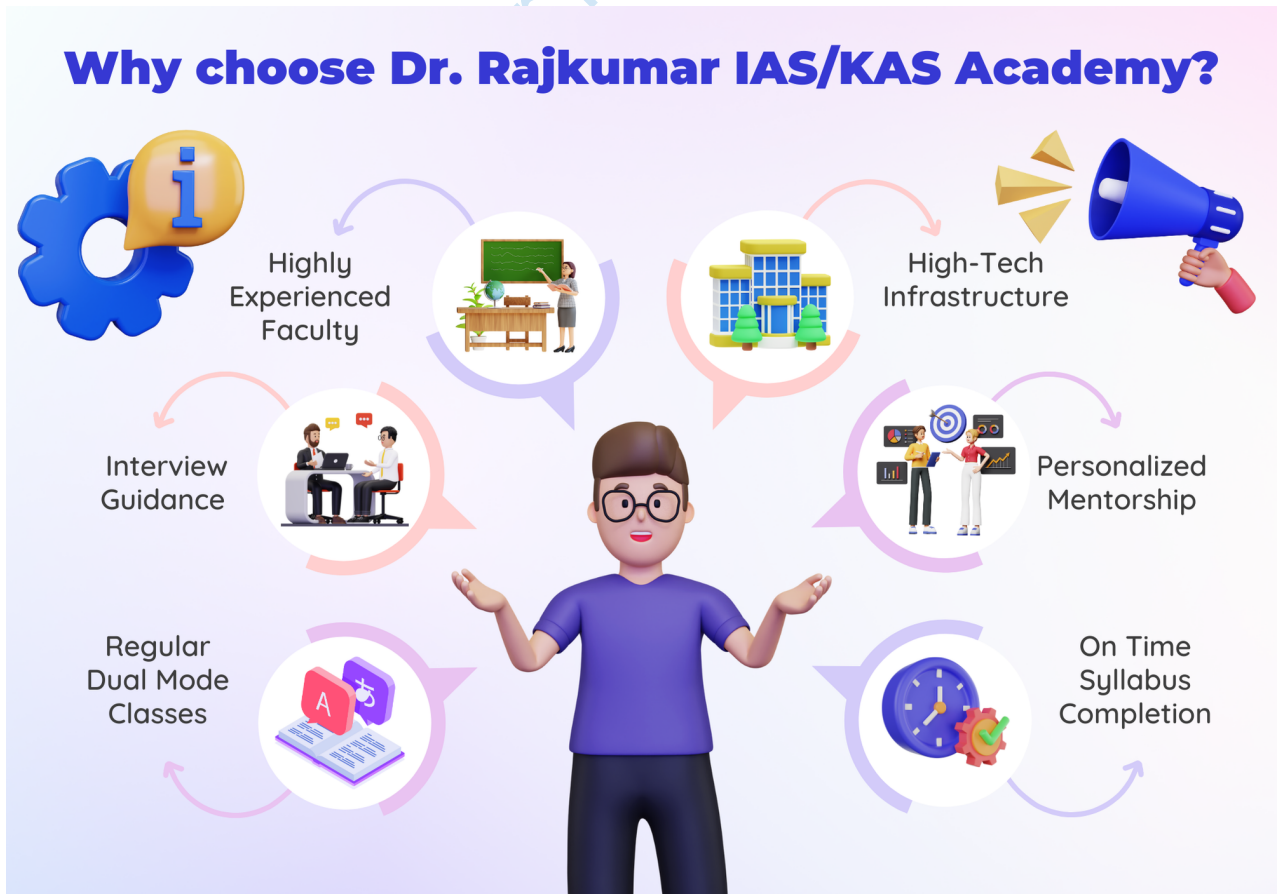 Why choose Dr. Rajkumar IAS/KAS Academy?
i
Highly
Experienced
Faculty
High-Tech
Infrastructure
Interview
Guidance
Personalized
Mentorship
Regular
Dual Mode
Classes
A
あ
On Time
Syllabus
Completion